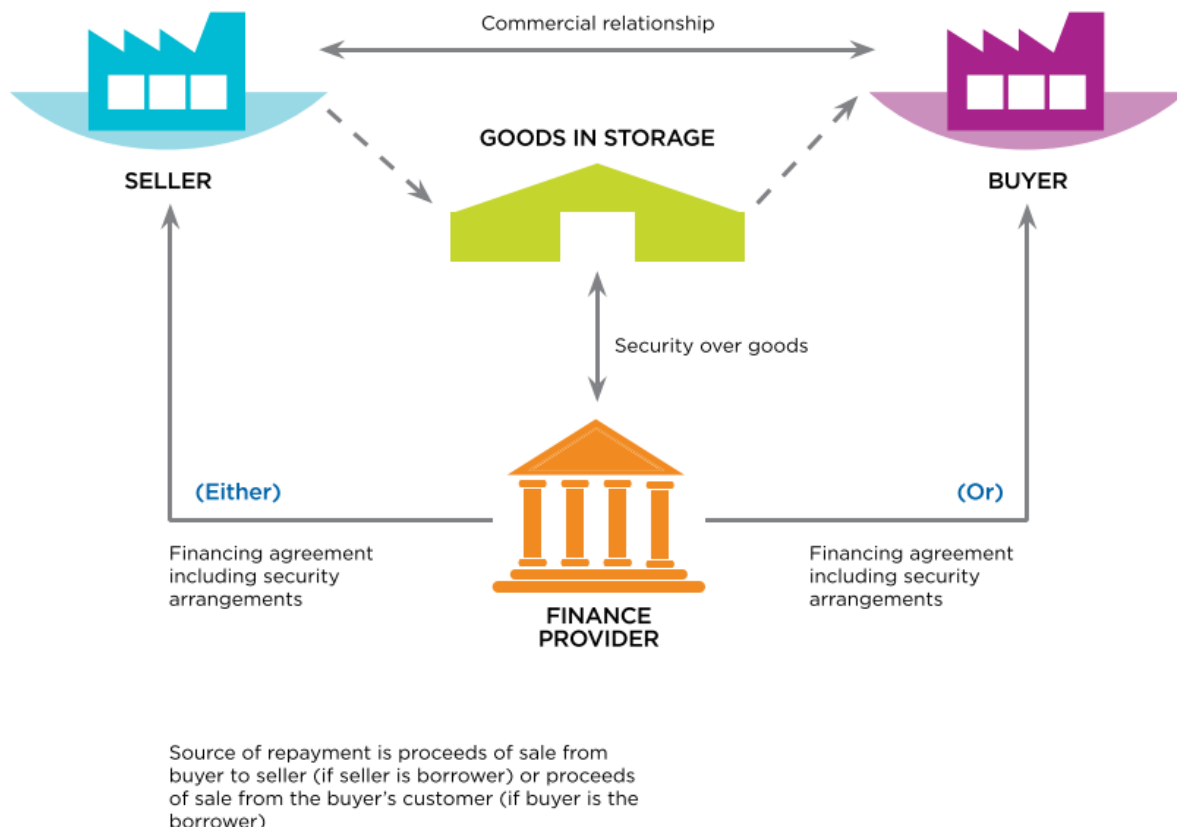 Commercial relationship
GOODS IN STORAGE
SELLER
BUYER
Security over goods
(Either)
(Or)
Financing agreement
including security
arrangements
Financing agreement
including security
arrangements
FINANCE
PROVIDER
Source of repayment is proceeds of sale from
buyer to seller (if seller is borrower) or proceeds
of sale from the buyer's customer (if buyer is the
borrower)